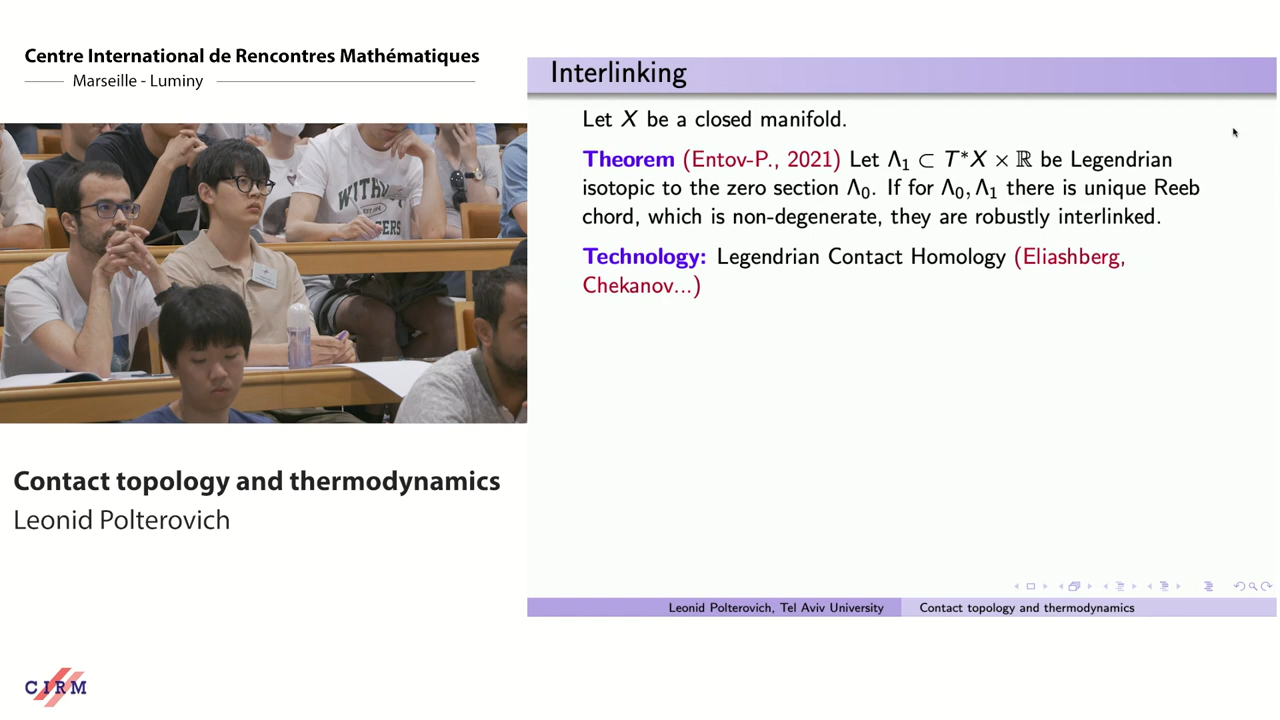 Centre International de Rencontres Mathématiques
Marseille - Luminy
Interlinking
Let X be a closed manifold.
Theorem (Entov-P., 2021) Let Λ₁ ⊂ T*X × ℝ be Legendrian
isotopic to the zero section Λ₀. If for Λ₀, Λ₁ there is unique Reeb
chord, which is non-degenerate, they are robustly interlinked.
Technology: Legendrian Contact Homology (Eliashberg,
Chekanov...)
Contact topology and thermodynamics
Leonid Polterovich
Leonid Polterovich, Tel Aviv University
Contact topology and thermodynamics
CIRM